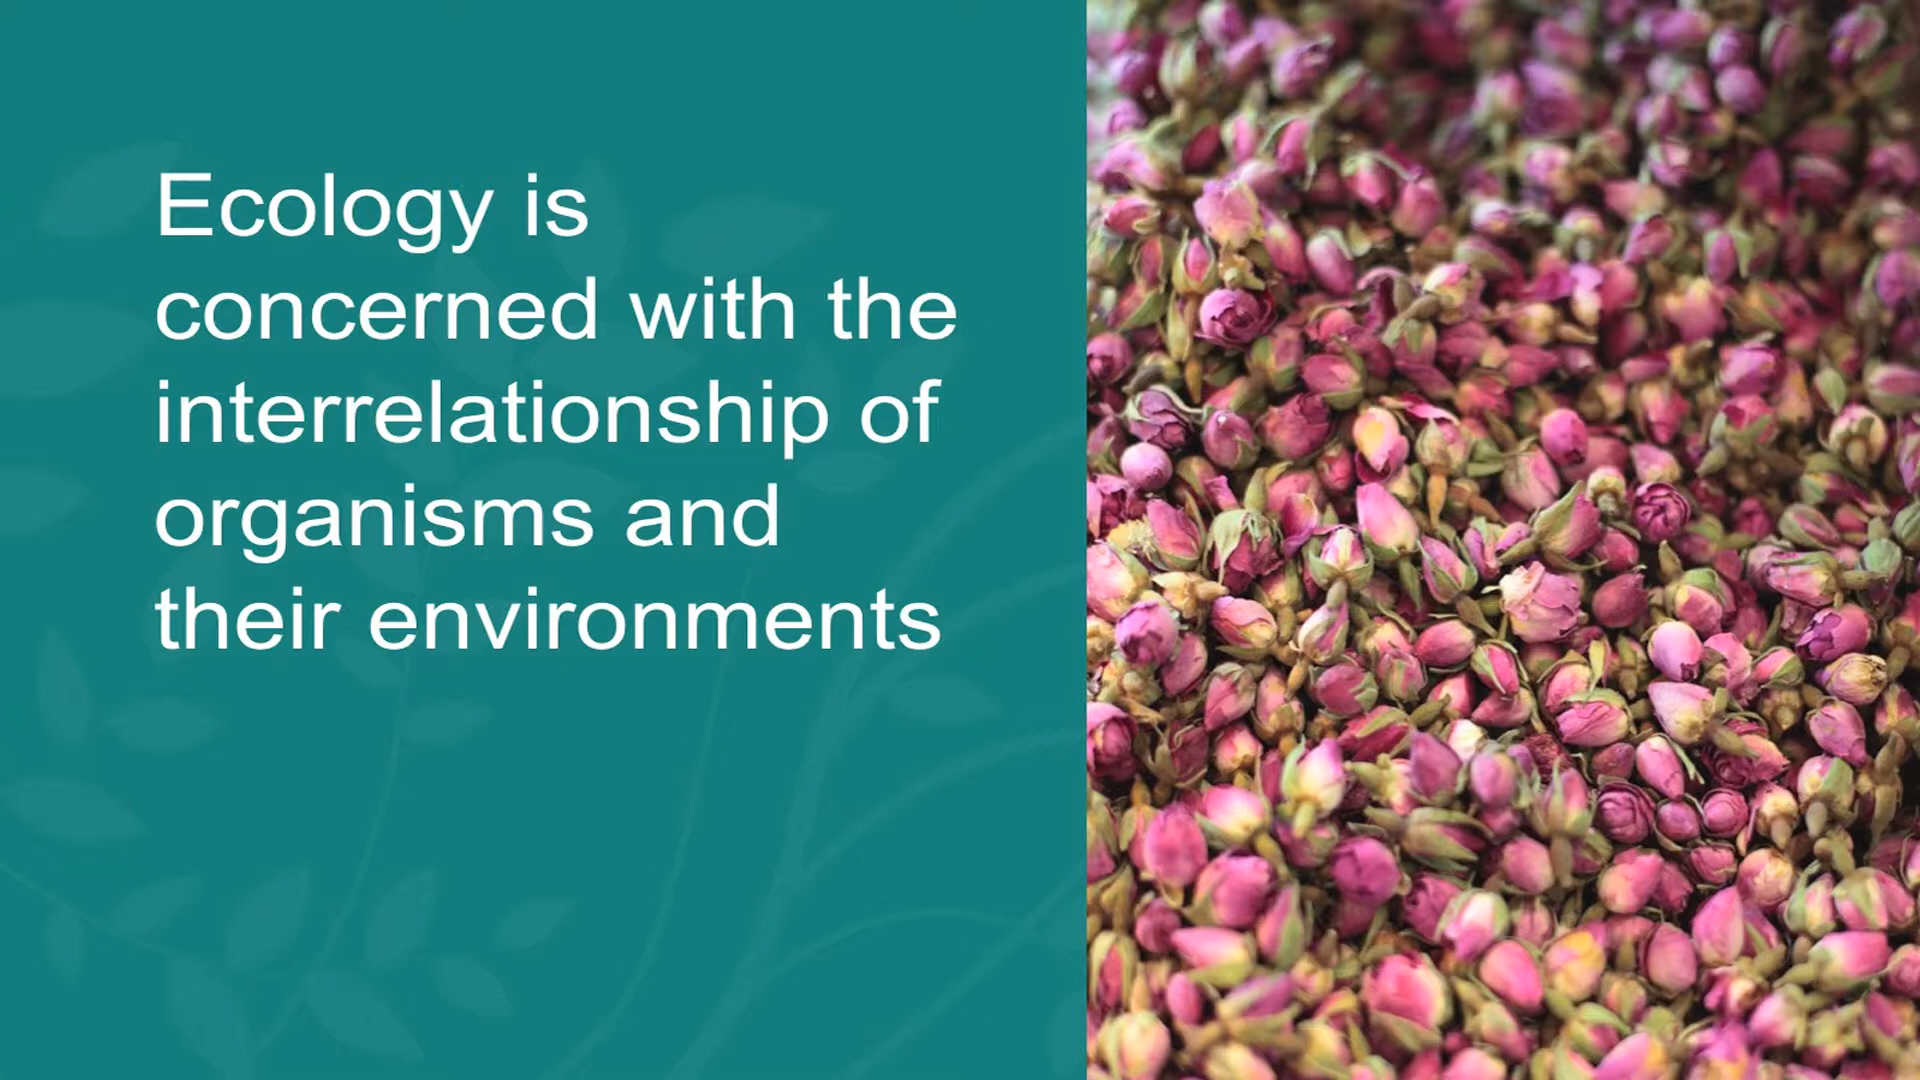 Ecology is
concerned with the
interrelationship of
organisms and
their environments